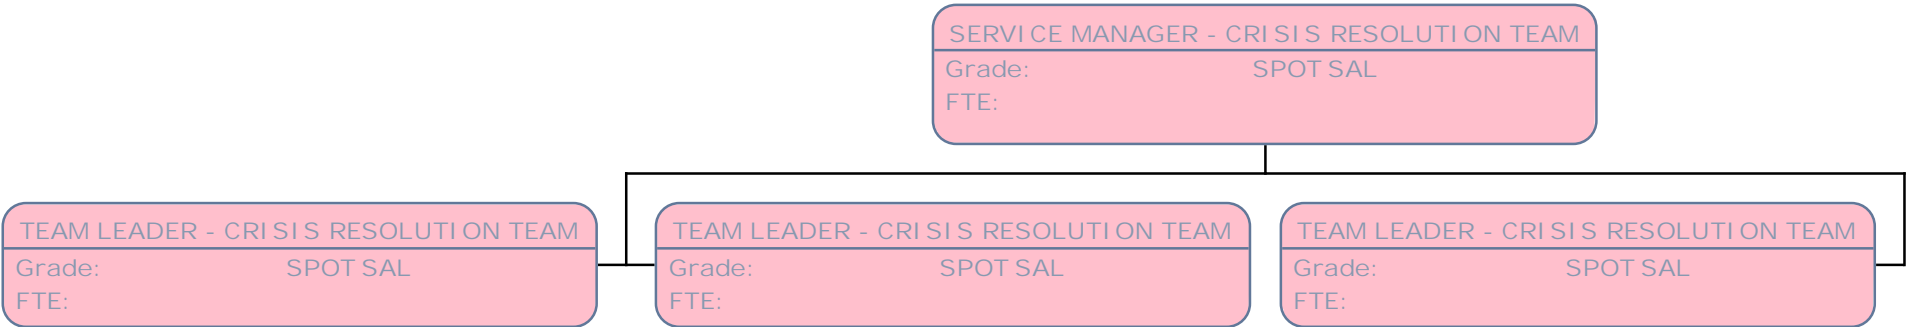 SERVICE MANAGER - CRISIS RESOLUTION TEAM
Grade: SPOT SAL
FTE:
TEAM LEADER - CRISIS RESOLUTION TEAM
Grade: SPOT SAL
FTE:
TEAM LEADER - CRISIS RESOLUTION TEAM
Grade: SPOT SAL
FTE:
TEAM LEADER - CRISIS RESOLUTION TEAM
Grade: SPOT SAL
FTE: